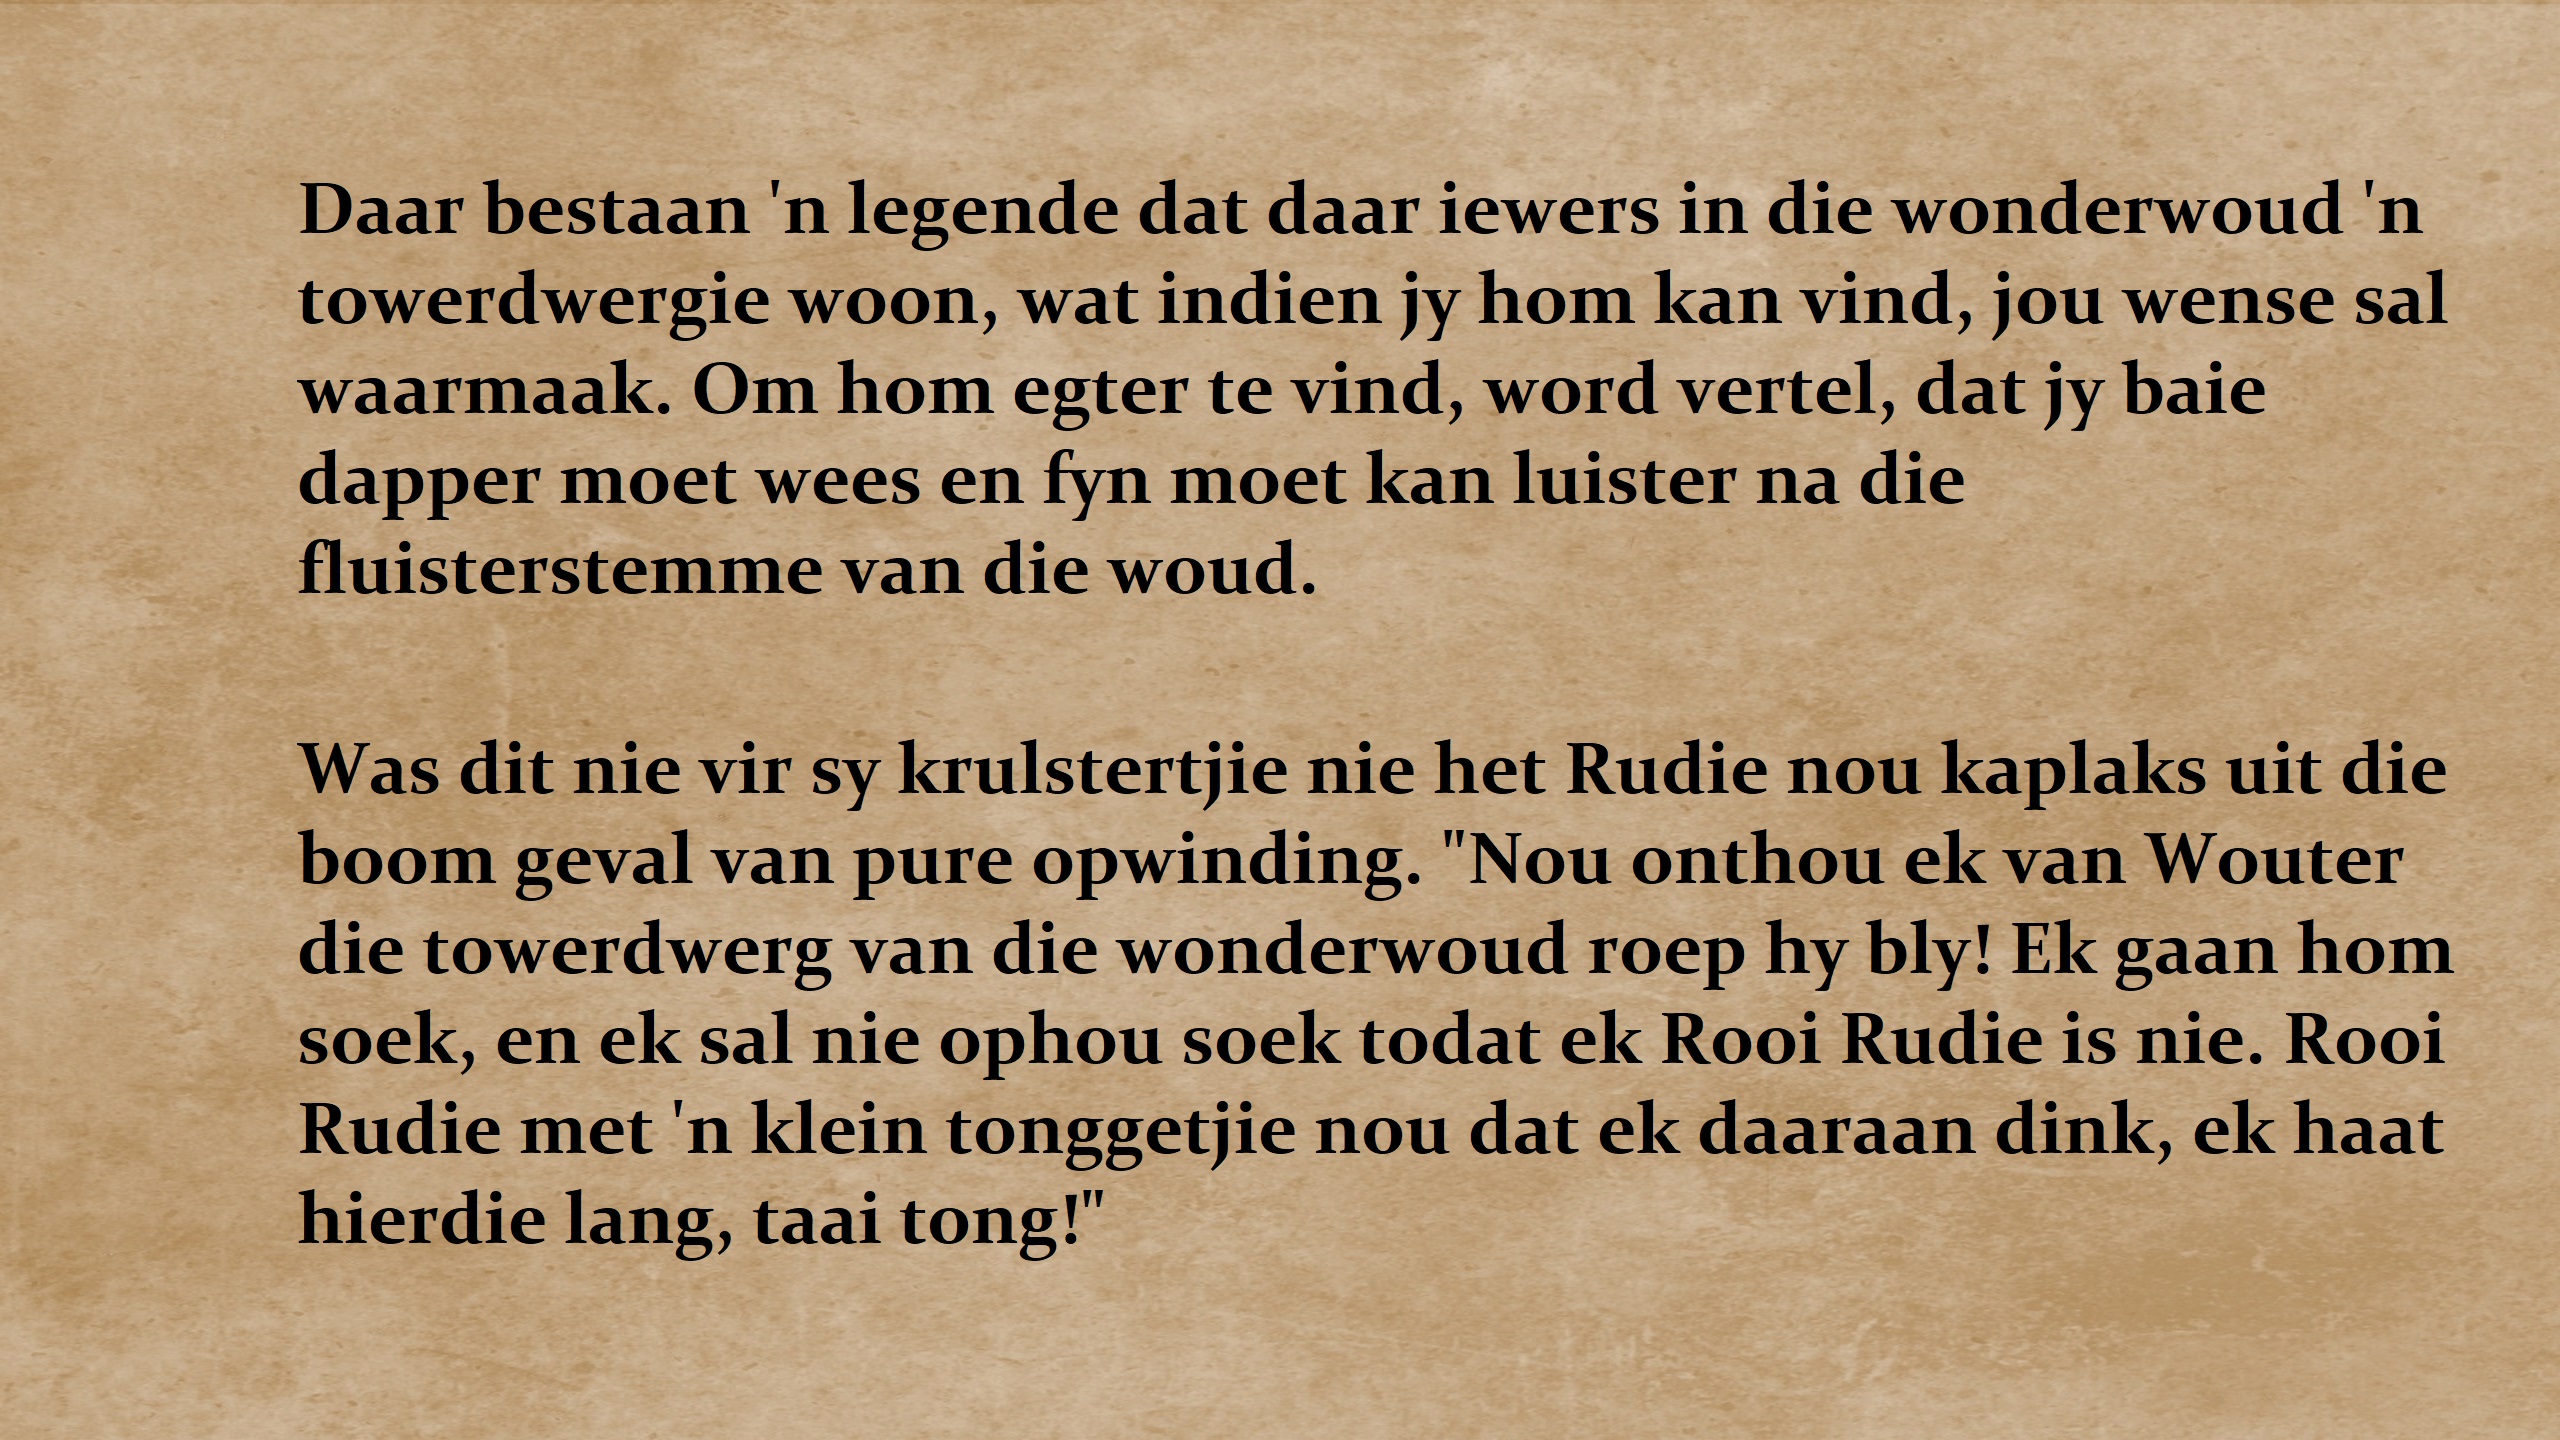 Daar bestaan 'n legende dat daar iewers in die wonderwoud 'n
towerdwergie woon, wat indien jy hom kan vind, jou wense sal
waarmaak. Om hom egter te vind, word vertel, dat jy baie
dapper moet wees en fyn moet kan luister na die
fluisterstemme van die woud.
Was dit nie vir sy krulstertjie nie het Rudie nou kaplaks uit die
boom geval van pure opwinding. "Nou onthou ek van Wouter
die towerdwerg van die wonderwoud roep hy bly! Ek gaan hom
soek, en ek sal nie ophou soek todat ek Rooi Rudie is nie. Rooi
Rudie met 'n klein tonggetjie nou dat ek daaraan dink, ek haat
hierdie lang, taai tong!"